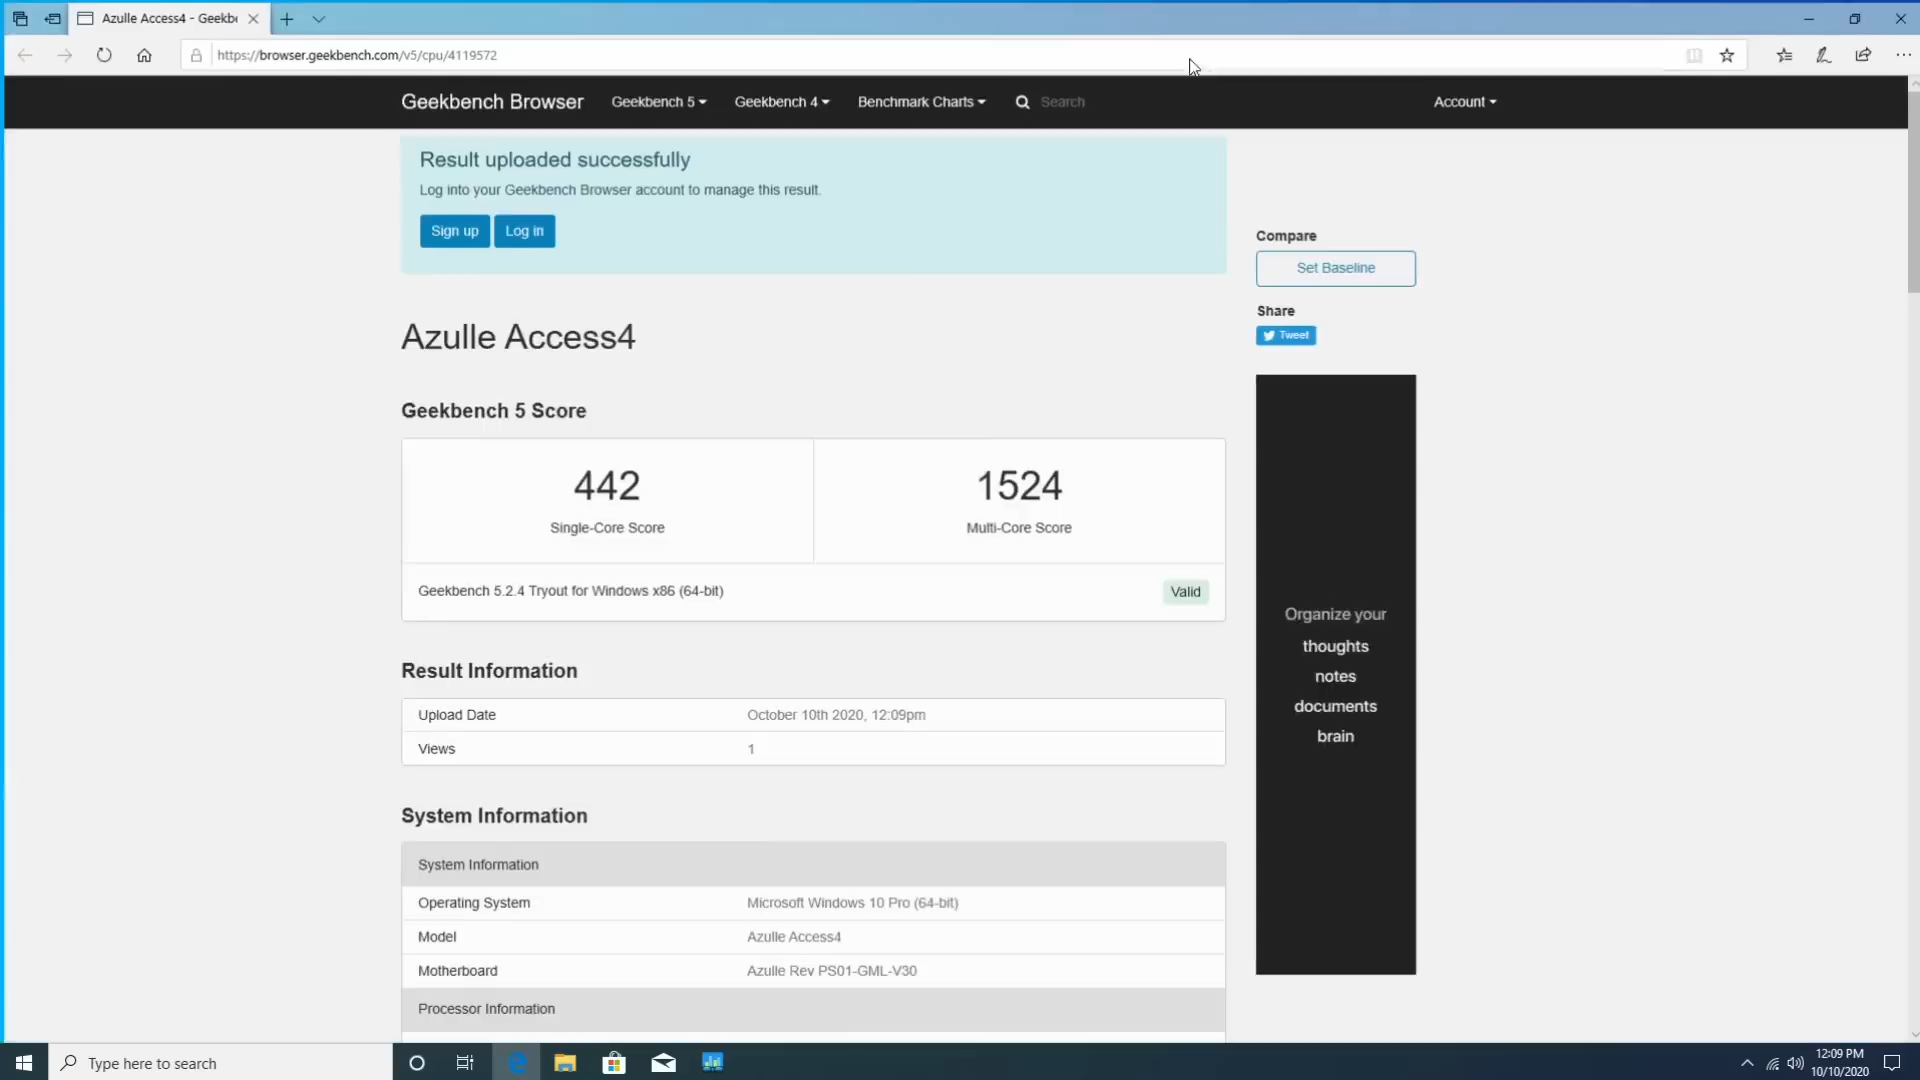 Azulle Access4 - Geekb
https://browser.geekbench.com/v5/cpu/4119572
Geekbench Browser
Geekbench 5
Geekbench 4
Benchmark Charts
Search
Account
Result uploaded successfully
Log into your Geekbench Browser account to manage this result.
Sign up
Log in
Compare
Set Baseline
Share
Tweet
Azulle Access4
Geekbench 5 Score
442
1524
Single-Core Score
Multi-Core Score
Geekbench 5.2.4 Tryout for Windows x86 (64-bit)
Valid
Organize your
thoughts
notes
documents
brain
Result Information
Upload Date
October 10th 2020, 12:09pm
Views
1
System Information
System Information
Operating System
Microsoft Windows 10 Pro (64-bit)
Model
Azulle Access4
Motherboard
Azulle Rev PS01-GML-V30
Processor Information
Type here to search
12:09 PM
10/10/2020